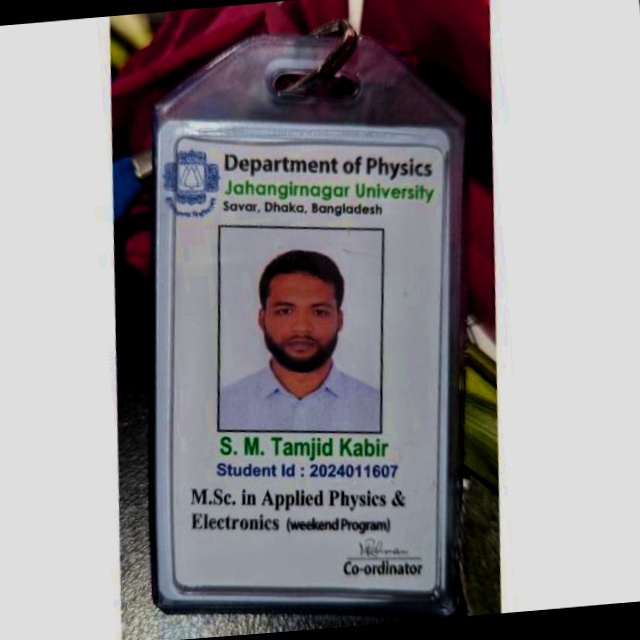 Department of Physics
Jahangirnagar University
Savar, Dhaka, Bangladesh
S. M. Tamjid Kabir
Student Id : 2024011607
M.Sc. in Applied Physics &
Electronics (weekend Program)
Co-ordinator